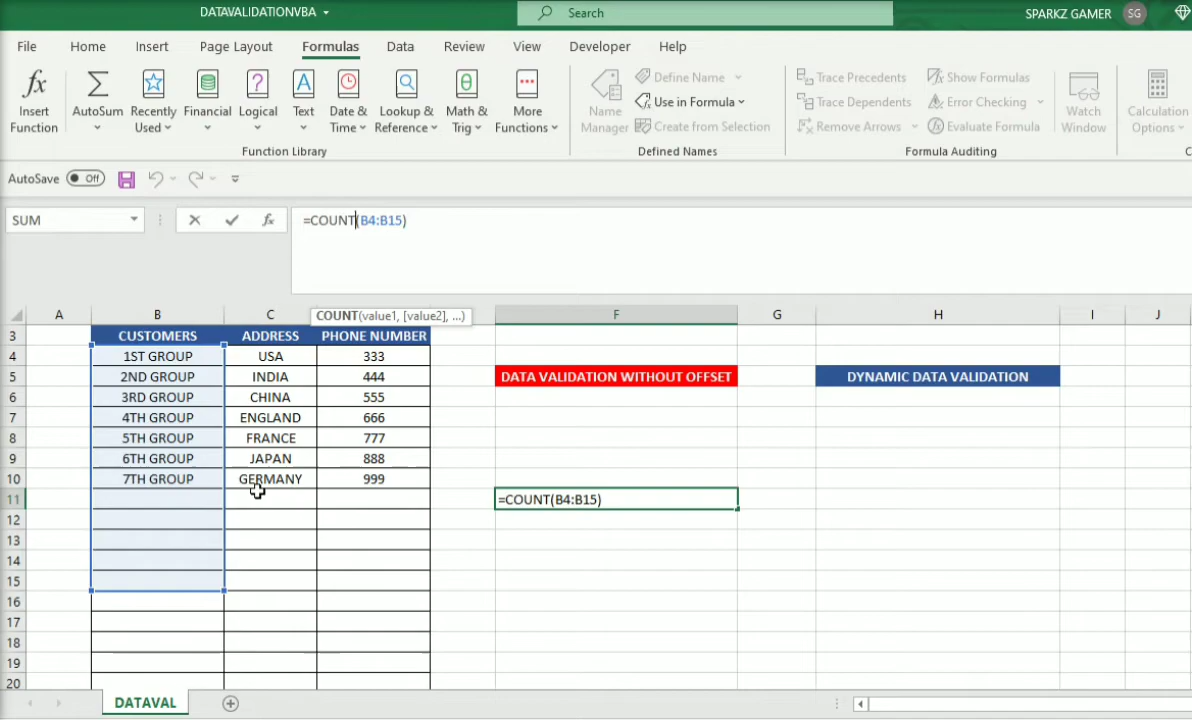 DATAVALIDATIONVBA
Search
SPARKZ GAMER SG
File Home Insert Page Layout Formulas Data Review View Developer Help
fx Σ ? A θ
Insert Function
AutoSum
Recently Used
Financial
Logical
Text
Date & Time
Lookup & Reference
Math & Trig
More Functions
Function Library
Name Manager
Define Name
Use in Formula
Create from Selection
Defined Names
Trace Precedents
Trace Dependents
Remove Arrows
Show Formulas
Error Checking
Evaluate Formula
Formula Auditing
Watch Window
Calculation Options
C
AutoSave Off
SUM fx =COUNT(B4:B15)
COUNT(value1, [value2], ...)
A B C F G H I J
3 CUSTOMERS ADDRESS PHONE NUMBER
4 1ST GROUP USA 333
5 2ND GROUP INDIA 444 DATA VALIDATION WITHOUT OFFSET DYNAMIC DATA VALIDATION
6 3RD GROUP CHINA 555
7 4TH GROUP ENGLAND 666
8 5TH GROUP FRANCE 777
9 6TH GROUP JAPAN 888
10 7TH GROUP GERMANY 999
11 =COUNT(B4:B15)
12
13
14
15
16
17
18
19
20
DATAVAL